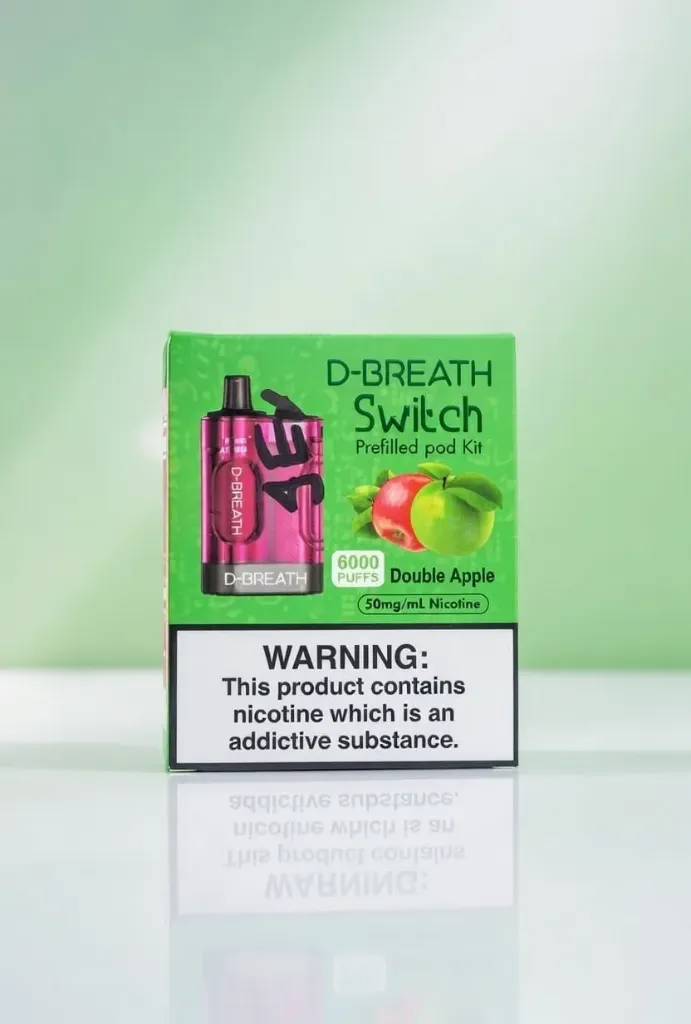 D-BREATH
Switch
Prefilled pod Kit
D-BREATH
D-BREATH
6000
PUFFS
Double Apple
50mg/mL Nicotine
WARNING:
This product contains
nicotine which is an
addictive substance.